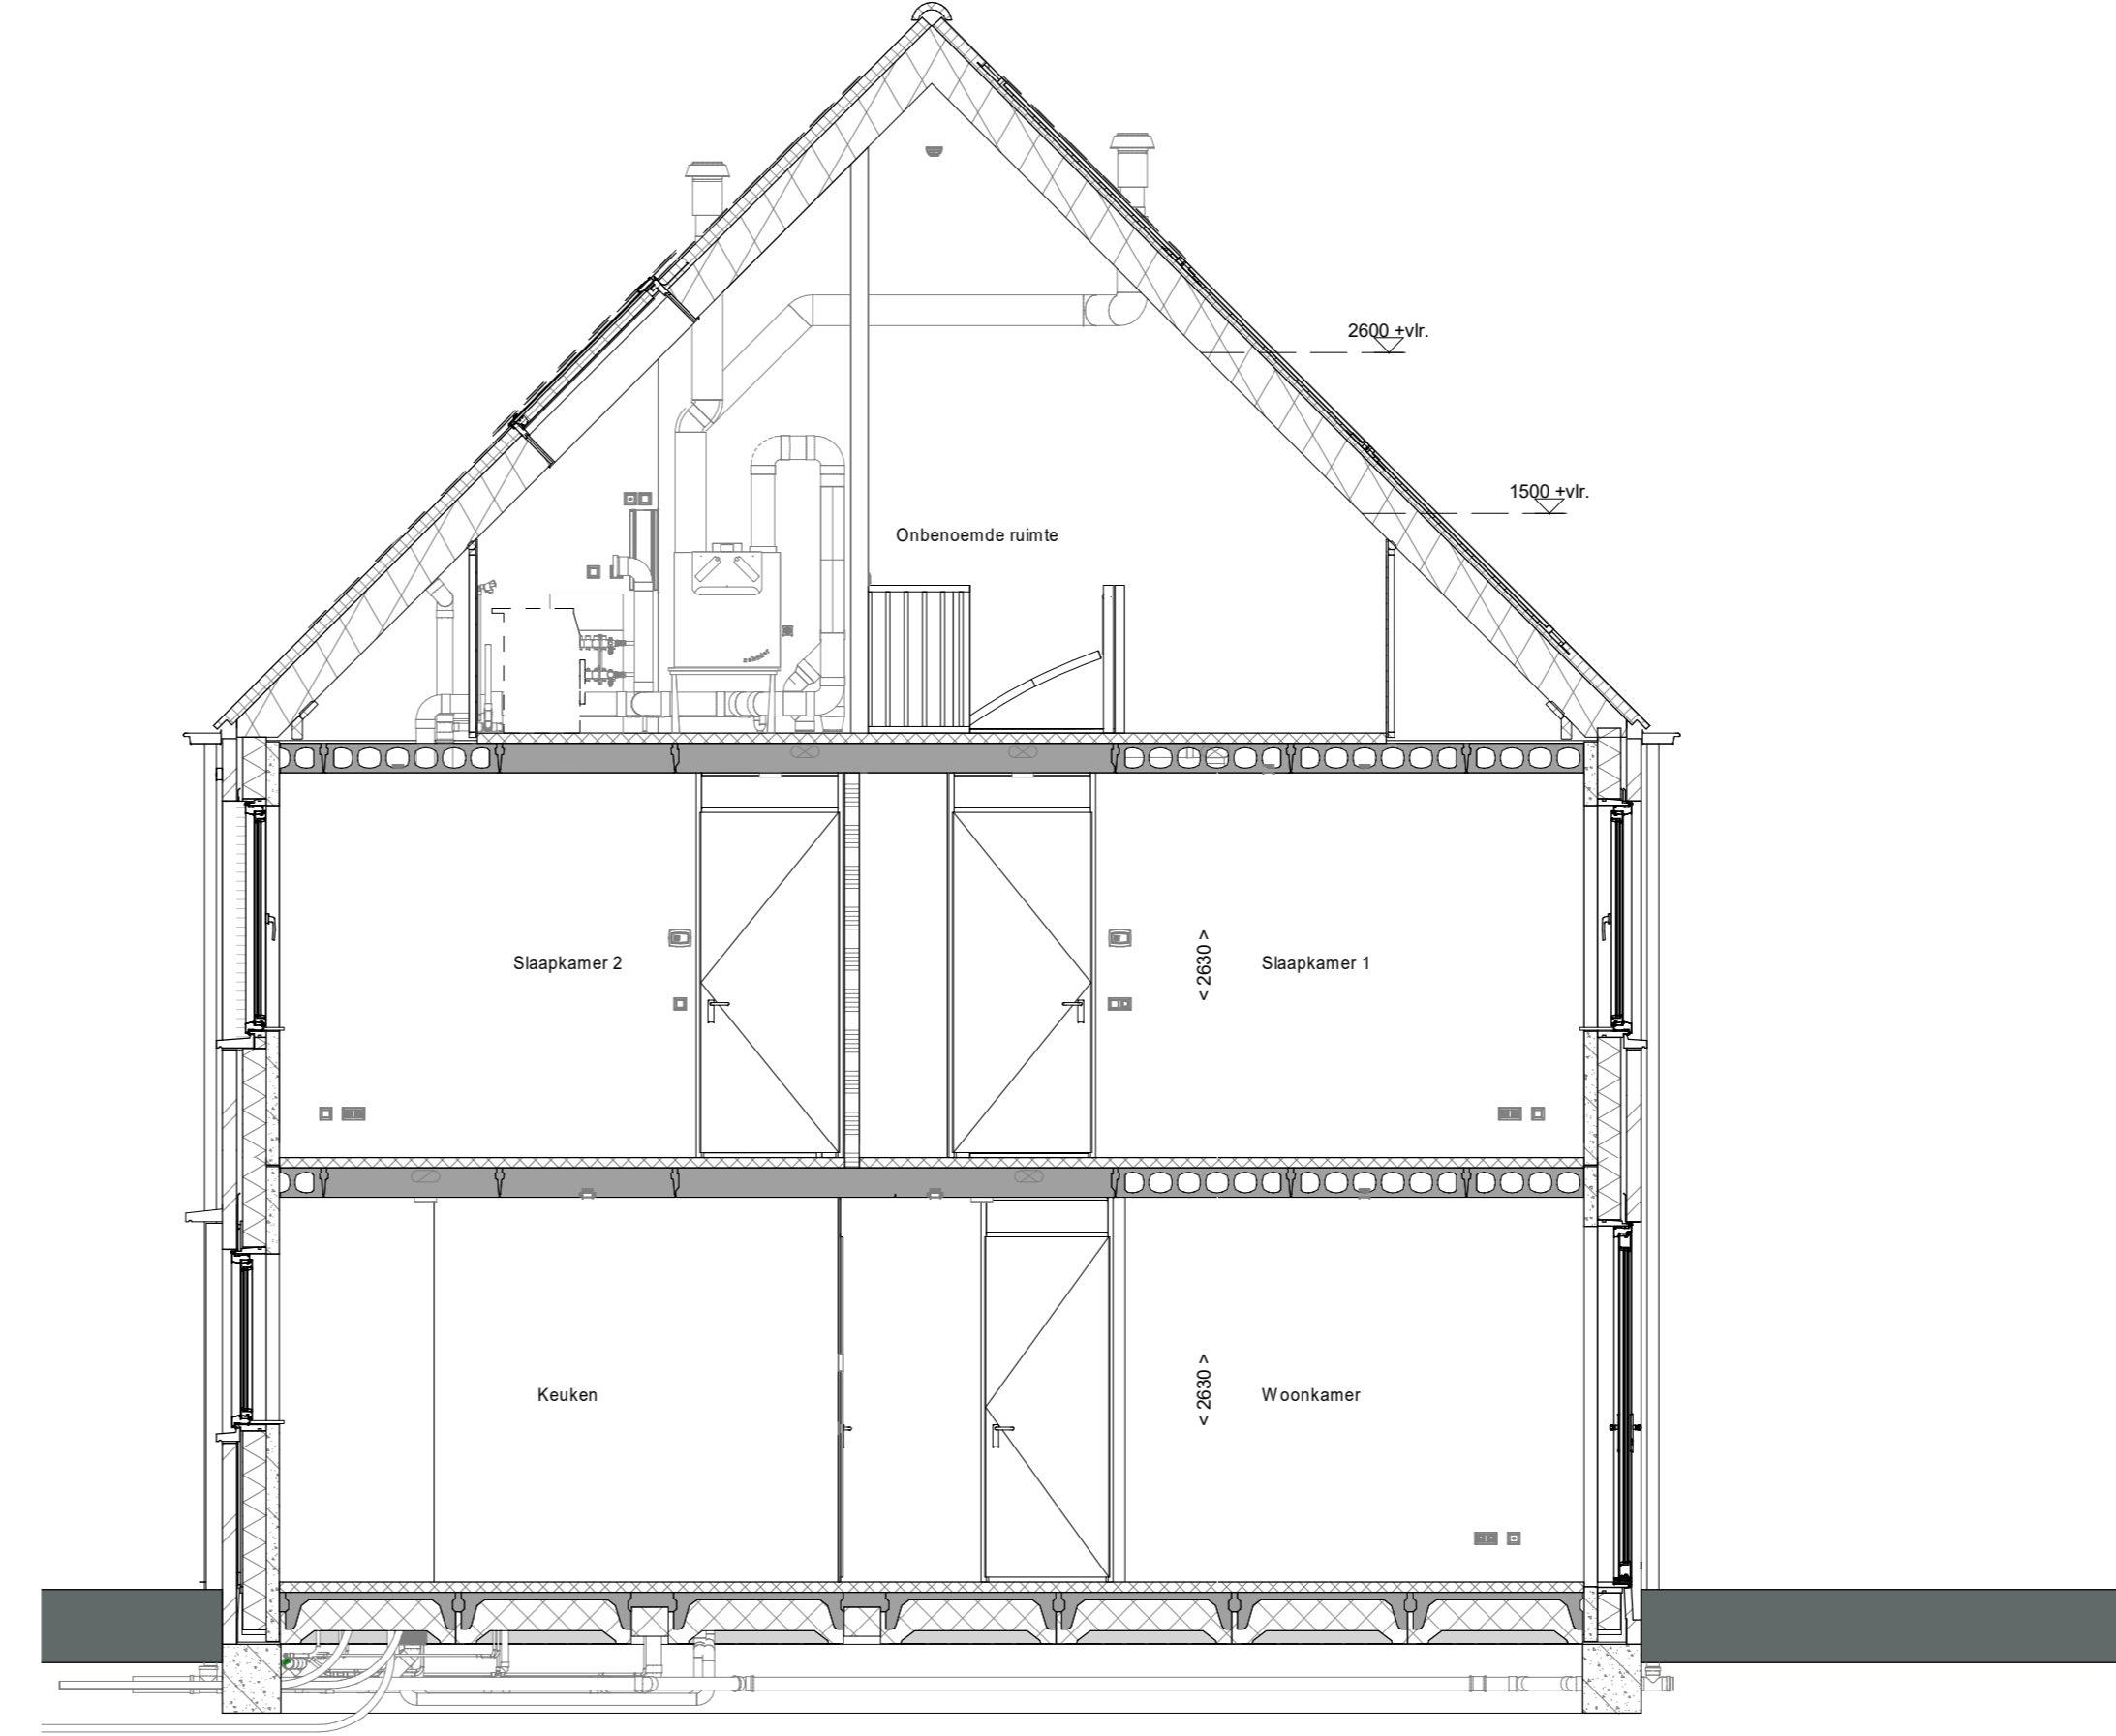 2600 +vlr.
1500 +vlr.
Onbenoemde ruimte
Slaapkamer 2
< 2630 >
Slaapkamer 1
Keuken
< 2630 >
Woonkamer